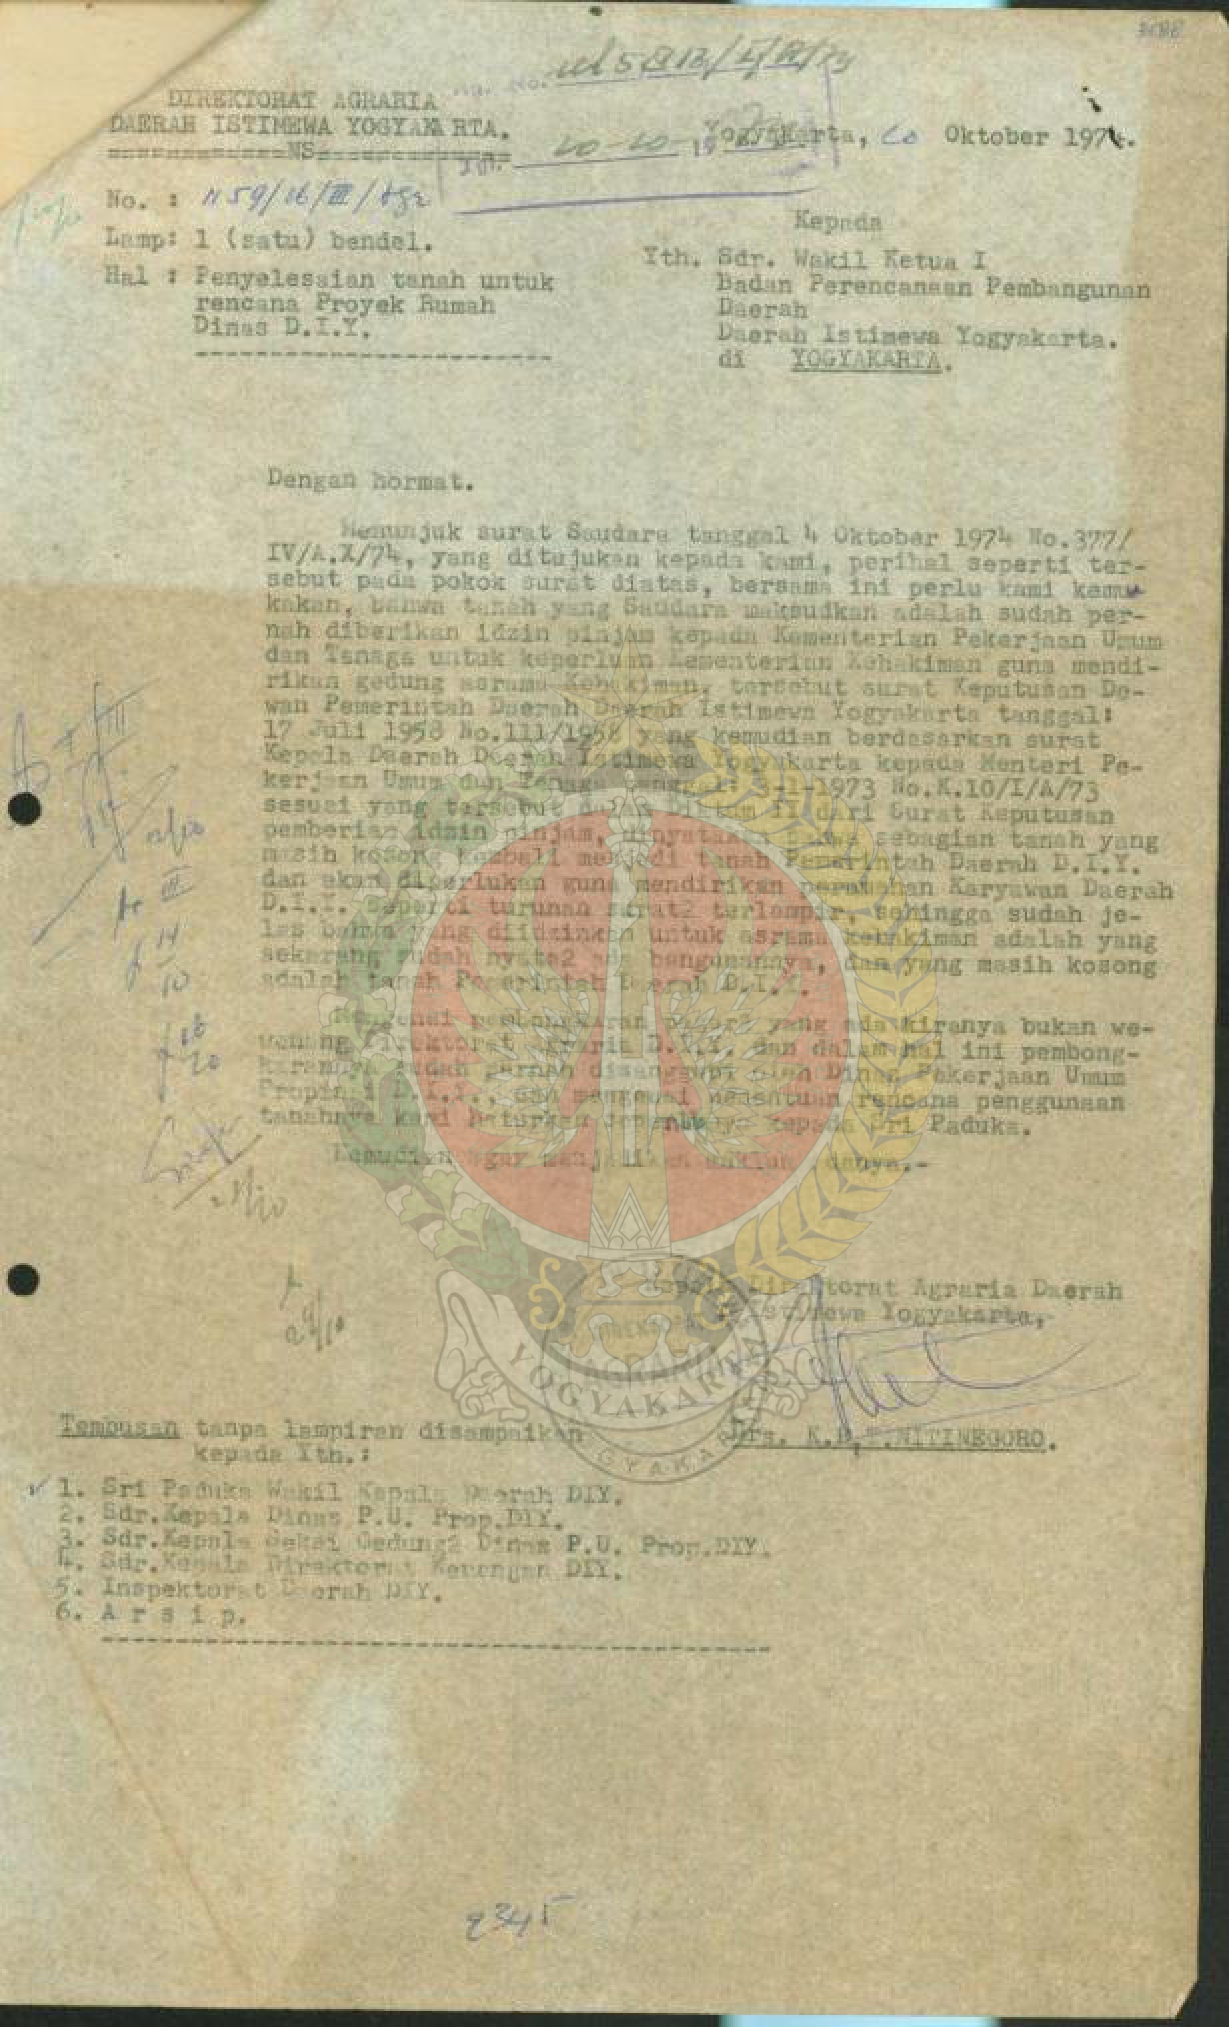 DIREKTORAT AGRARIA
DAERAH ISTIMEWA YOGYAKARTA.
Yogyakarta, 20 Oktober 1974.
No. :
Lamp: 1 (satu) bendel.
Hal : Penyelesaian tanah untuk
rencana Proyek Rumah
Dinas D.I.Y.
Kepada
Yth. Sdr. Wakil Ketua I
Badan Perencanaan Pembangunan
Daerah
Daerah Istimewa Yogyakarta.
di YOGYAKARTA.
Dengan hormat.
Menunjuk surat Saudara tanggal 4 Oktober 1974 No.377/
IV/A.X/74, yang ditujukan kepada kami, perihal seperti ter-
sebut pada pokok surat diatas, bersama ini perlu kami kemu-
kakan, bahwa tanah yang Saudara maksudkan adalah sudah per-
nah diberikan idzin pinjam kepada Kementerian Pekerjaan Umum
dan Tenaga untuk keperluan Kementerian Kehakiman guna mendi-
rikan gedung asrama Kehakiman, tersebut surat Keputusan De-
wan Pemerintah Daerah Daerah Istimewa Yogyakarta tanggal:
17 Juli 1958 No.111/1958 yang kemudian berdasarkan surat
Kepala Daerah Daerah Istimewa Yogyakarta kepada Menteri Pe-
kerjaan Umum dan Tenaga tanggal: -1-1973 No.K.10/I/A/73
sesuai yang tersebut dalam Diktum II dari Surat Keputusan
pemberian idzin pinjam, dinyatakan bahwa sebagian tanah yang
masih kosong kembali menjadi tanah Pemerintah Daerah D.I.Y.
dan akan diperlukan guna mendirikan perumahan Karyawan Daerah
D.I.Y. Seperti turunan surat2 terlampir, sehingga sudah je-
las bahwa yang diidzinkan untuk asrama kehakiman adalah yang
sekarang sudah nyata2 ada bangunannya, dan yang masih kosong
adalah tanah Pemerintah Daerah D.I.Y.
Mengenai pembongkaran pagar2 yang ada kiranya bukan we-
wenang Direktorat Agraria D.I.Y. dan dalam hal ini pembong-
karannya sudah pernah disanggupi oleh Dinas Pekerjaan Umum
Propinsi D.I.Y., dan mengenai penentuan rencana penggunaan
tanahnya kami haturkan sepenuhnya kepada Sri Paduka.
Kemudian agar menjadikan maklum adanya.-
Kepala Direktorat Agraria Daerah
Istimewa Yogyakarta,
AGRARIA
YOGYAKARTA
Drs. K.R.T.NITINEGORO.
Tembusan tanpa lampiran disampaikan
kepada Yth.:
1. Sri Paduka Wakil Kepala Daerah DIY.
2. Sdr.Kepala Dinas P.U. Prop.DIY.
3. Sdr.Kepala Seksi Gedung2 Dinas P.U. Prop.DIY.
4. Sdr.Kepala Direktorat Keuangan DIY.
5. Inspektorat Daerah DIY.
6. A r s i p.
2345